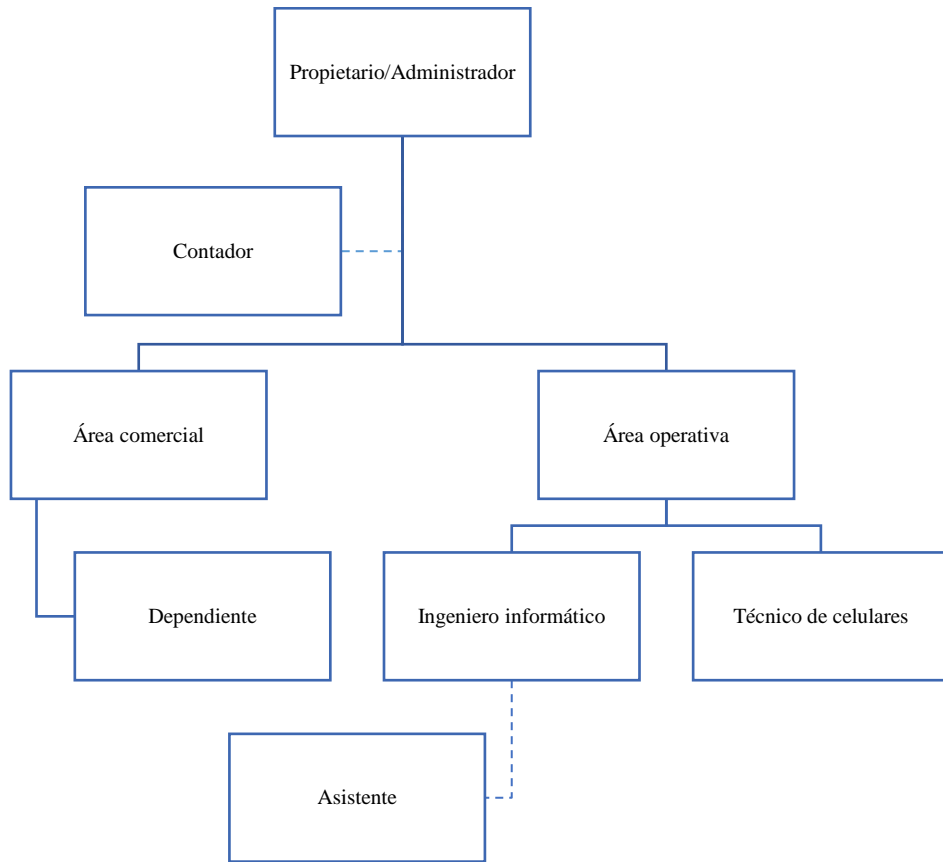 Propietario/Administrador
Contador
Área comercial
Área operativa
Dependiente
Ingeniero informático
Técnico de celulares
Asistente